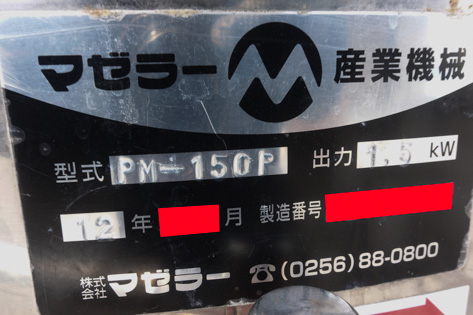 マゼラー 産業機械
型式 PM-150P 出力 1.5 kW
12 年 月 製造番号
株式会社 マゼラー ☎ (0256) 88-0800